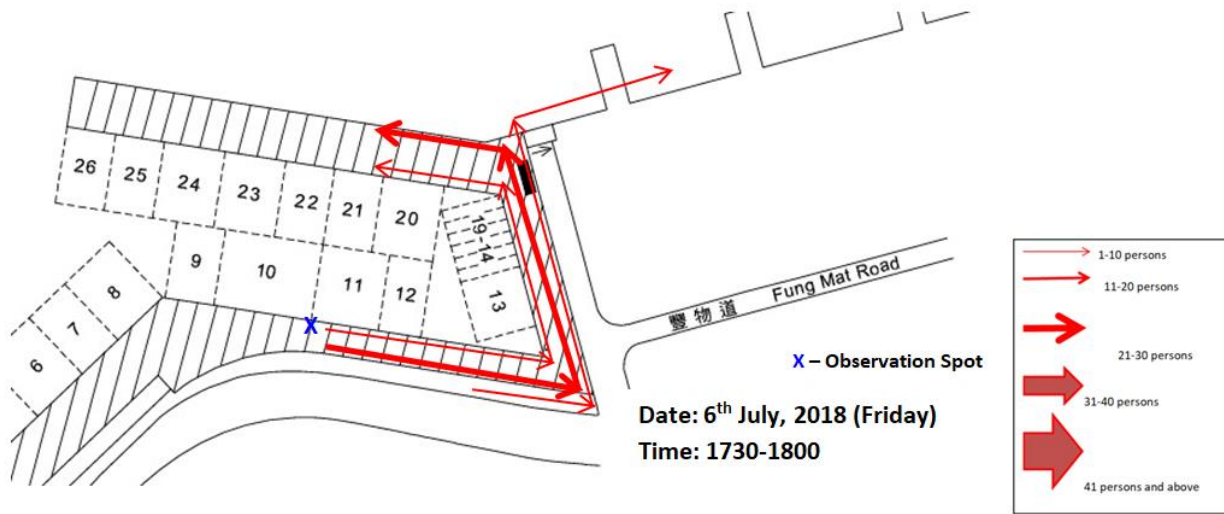 26
25
24
23
22
21
20
19-14
13
9
10
11
12
8
7
6
X
豐物道 Fung Mat Road
X – Observation Spot
Date: 6th July, 2018 (Friday)
Time: 1730-1800
1-10 persons
11-20 persons
21-30 persons
31-40 persons
41 persons and above